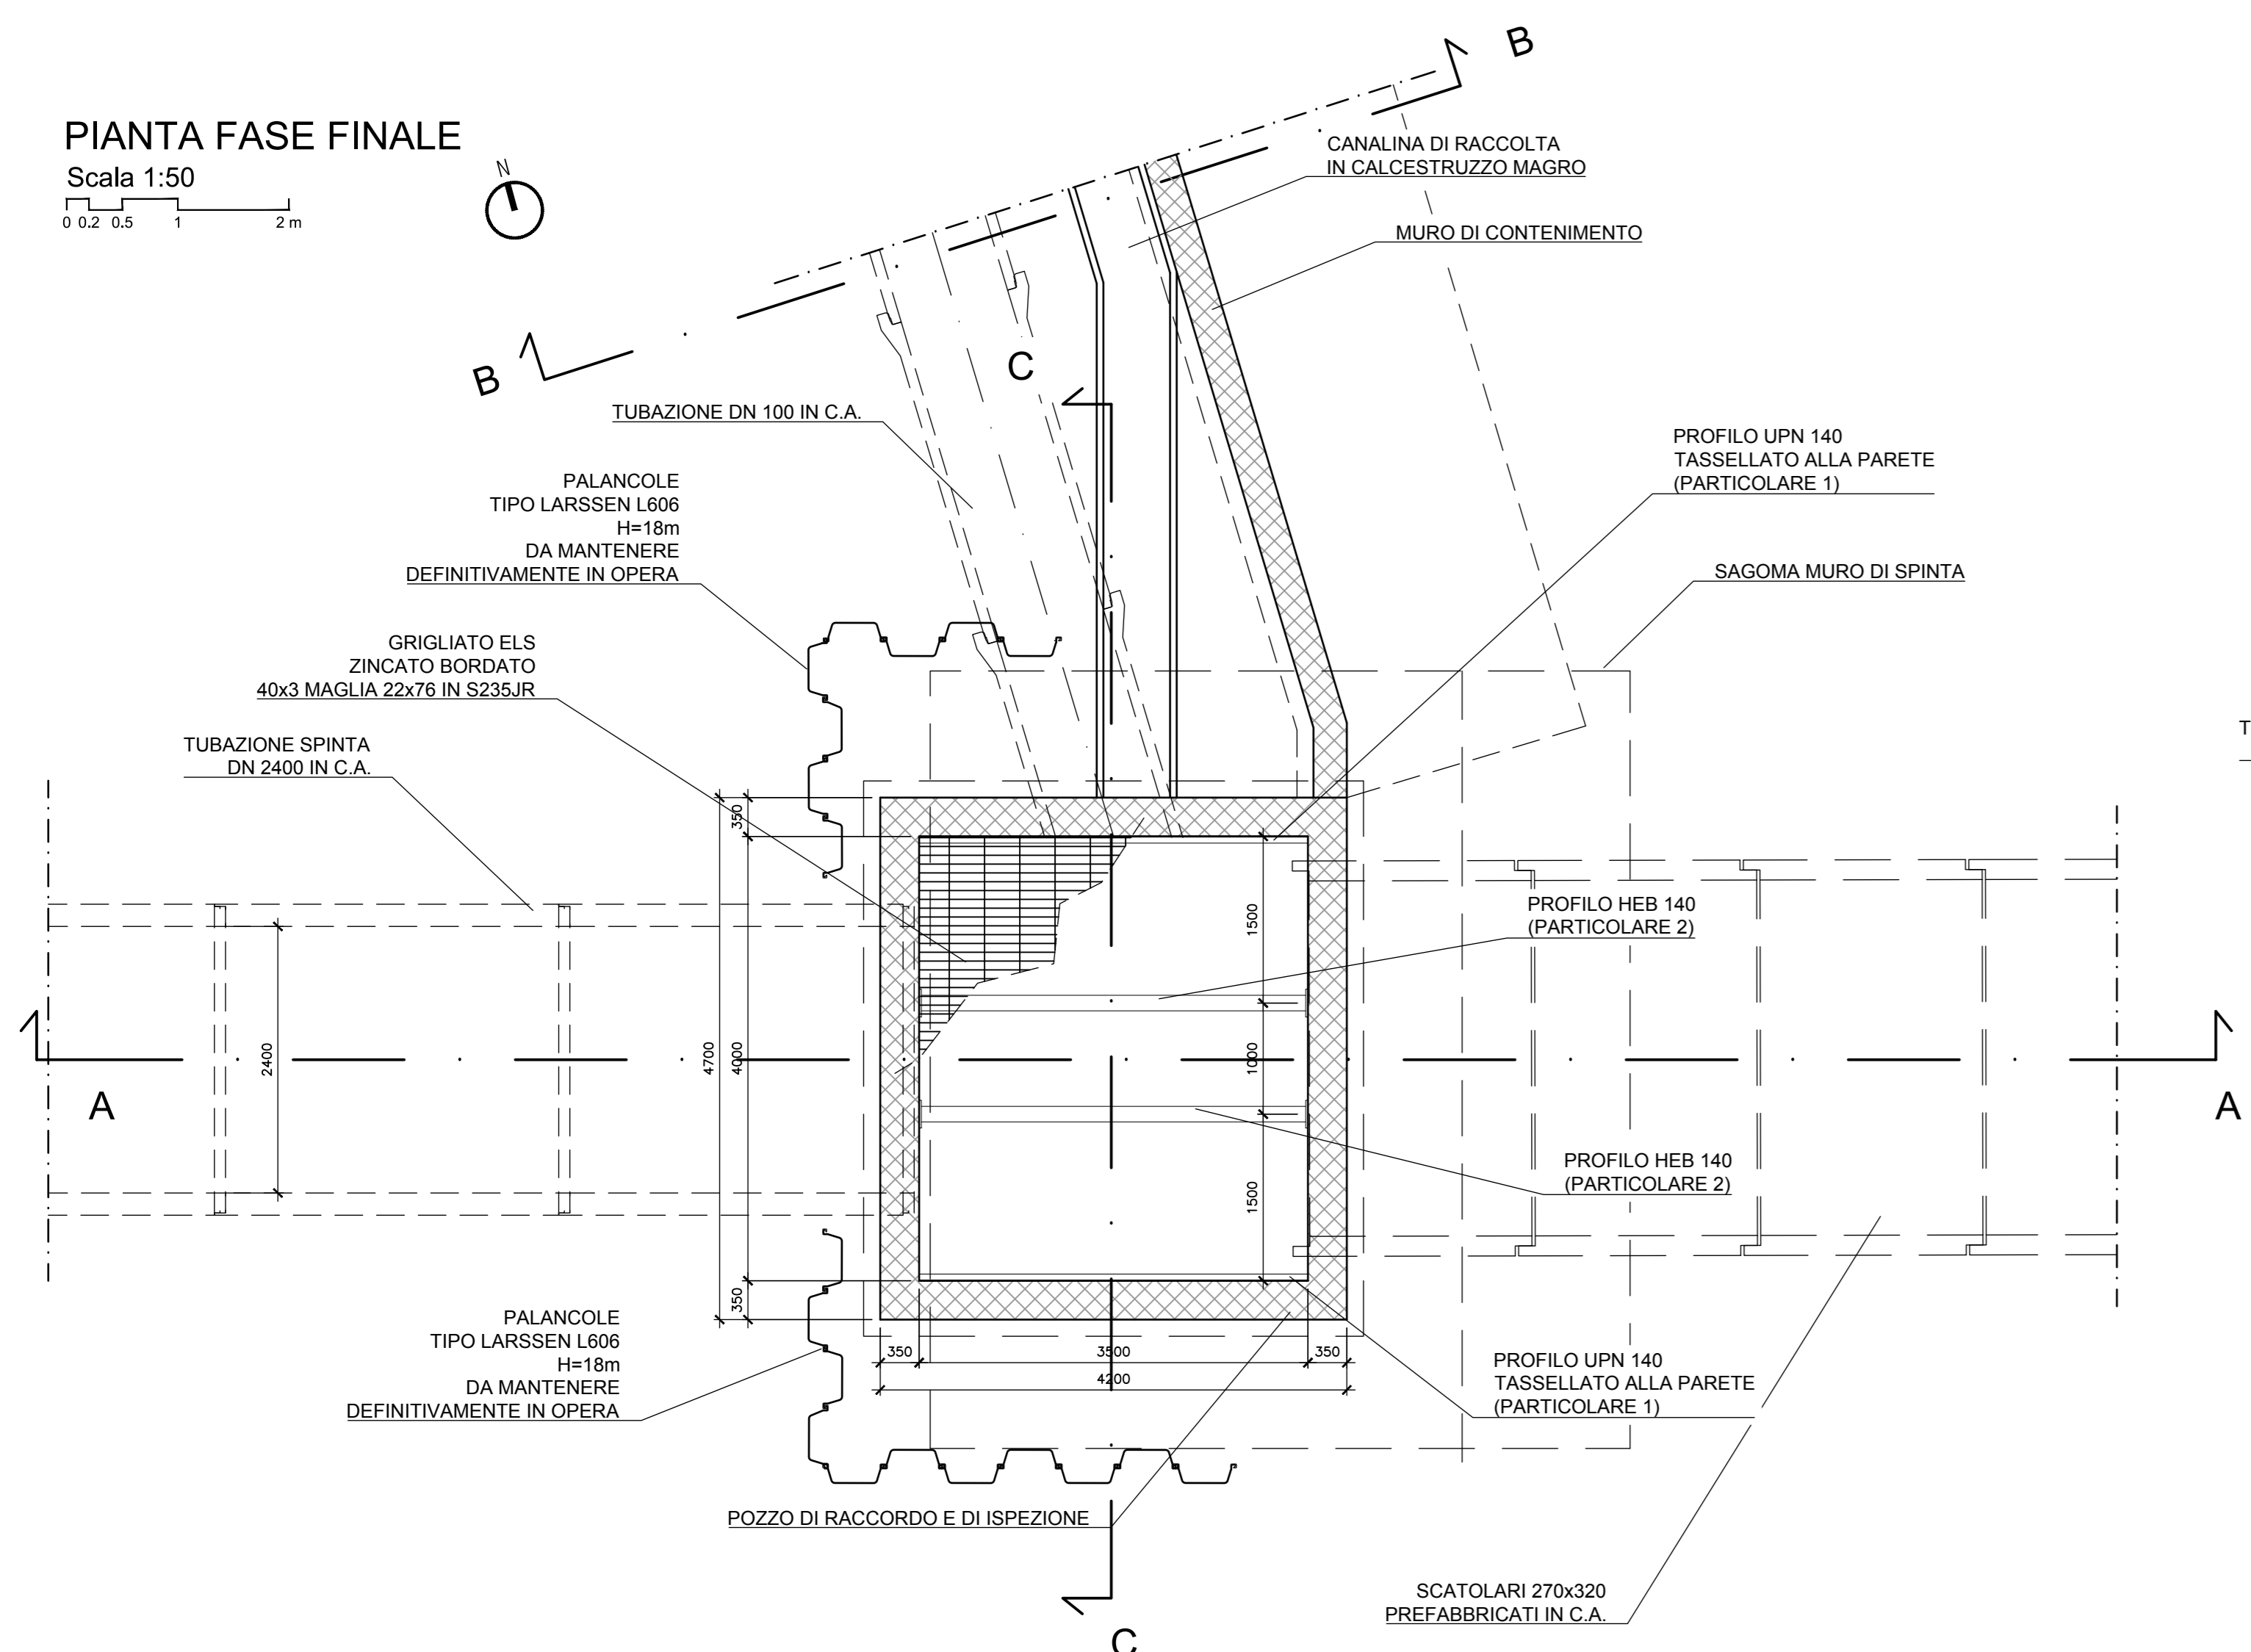 PIANTA FASE FINALE
Scala 1:50
0 0.2 0.5 1 2 m
N
B
B
CANALINA DI RACCOLTA
IN CALCESTRUZZO MAGRO
MURO DI CONTENIMENTO
C
TUBAZIONE DN 100 IN C.A.
PROFILO UPN 140
TASSELLATO ALLA PARETE
(PARTICOLARE 1)
PALANCOLE
TIPO LARSSEN L606
H=18m
DA MANTENERE
DEFINITIVAMENTE IN OPERA
SAGOMA MURO DI SPINTA
GRIGLIATO ELS
ZINCATO BORDATO
40x3 MAGLIA 22x76 IN S235JR
TUBAZIONE SPINTA
DN 2400 IN C.A.
T
350
1500
PROFILO HEB 140
(PARTICOLARE 2)
2400
4700
4000
1000
A
A
PROFILO HEB 140
(PARTICOLARE 2)
1500
350
PALANCOLE
TIPO LARSSEN L606
H=18m
DA MANTENERE
DEFINITIVAMENTE IN OPERA
350
3500
350
4200
PROFILO UPN 140
TASSELLATO ALLA PARETE
(PARTICOLARE 1)
POZZO DI RACCORDO E DI ISPEZIONE
SCATOLARI 270x320
PREFABBRICATI IN C.A.
C